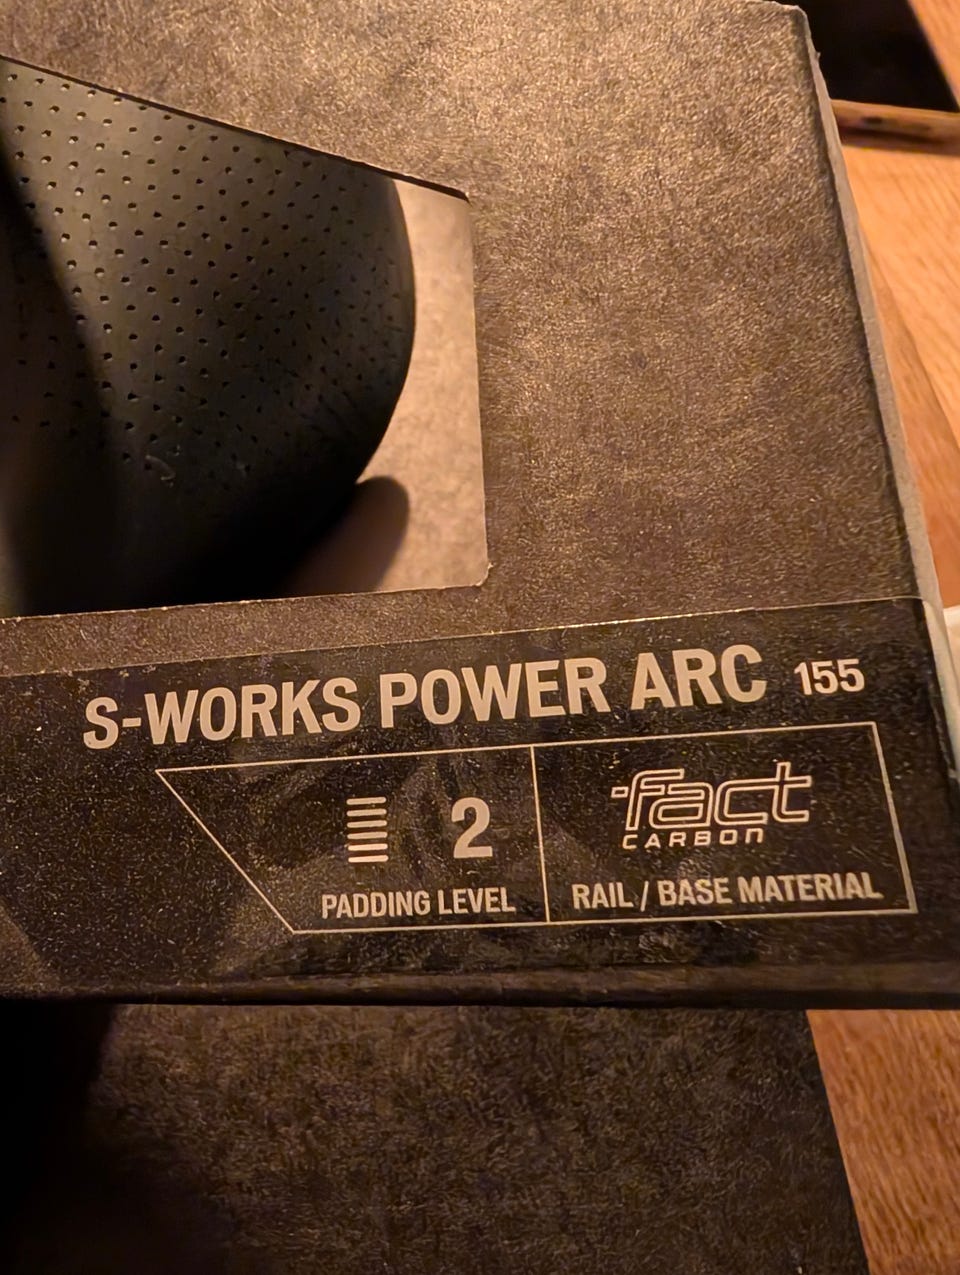 S-WORKS POWER ARC 155
2
PADDING LEVEL
fact
CARBON
RAIL / BASE MATERIAL